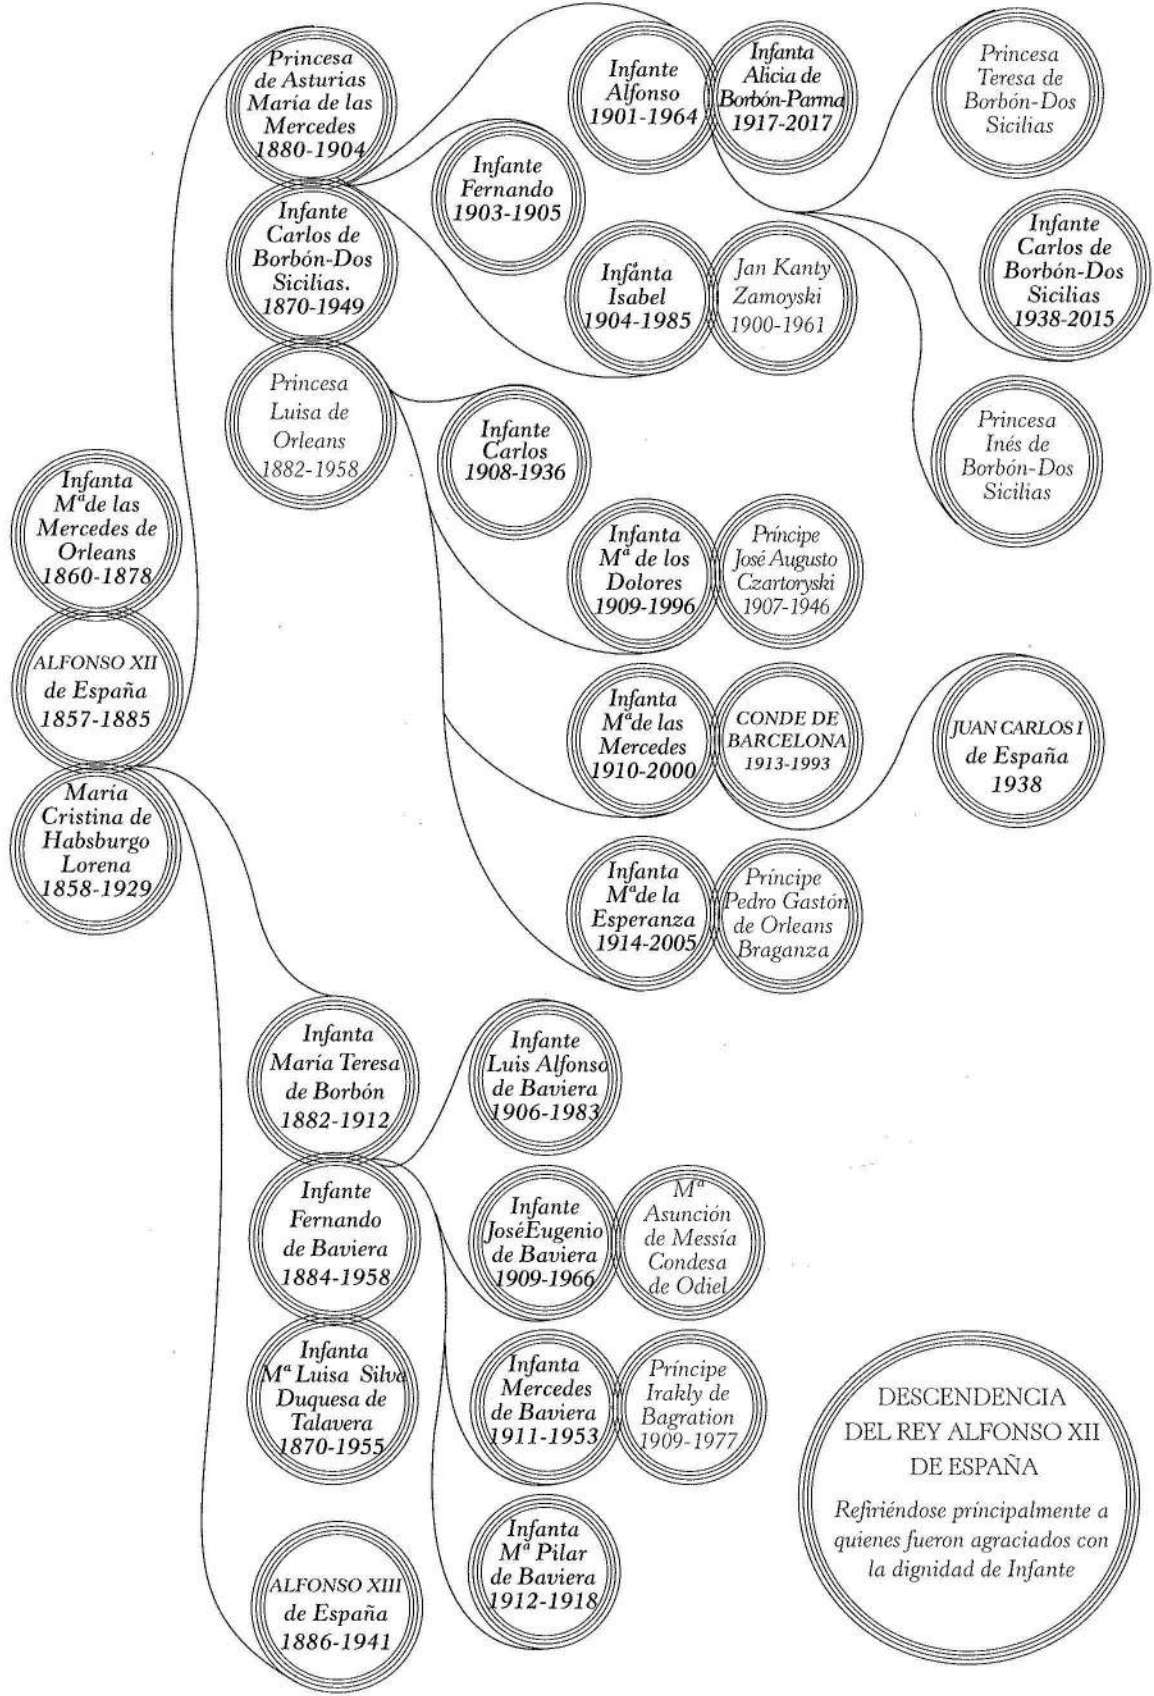 Princesa
de Asturias
María de las
Mercedes
1880-1904
Infante
Carlos de
Borbón-Dos
Sicilias.
1870-1949
Princesa
Luisa de
Orleans
1882-1958
Infante
Alfonso
1901-1964
Infanta
Alicia de
Borbón-Parma
1917-2017
Princesa
Teresa de
Borbón-Dos
Sicilias
Infante
Fernando
1903-1905
Infanta
Isabel
1904-1985
Jan Kanty
Zamoyski
1900-1961
Infante
Carlos de
Borbón-Dos
Sicilias
1938-2015
Princesa
Inés de
Borbón-Dos
Sicilias
Infante
Carlos
1908-1936
Infanta
Mª de los
Dolores
1909-1996
Príncipe
José Augusto
Czartoryski
1907-1946
Infanta
Mªde las
Mercedes de
Orleans
1860-1878
ALFONSO XII
de España
1857-1885
María
Cristina de
Habsburgo
Lorena
1858-1929
Infanta
Mªde las
Mercedes
1910-2000
CONDE DE
BARCELONA
1913-1993
JUAN CARLOS I
de España
1938
Infanta
Mªde la
Esperanza
1914-2005
Príncipe
Pedro Gastón
de Orleans
Braganza
Infanta
María Teresa
de Borbón
1882-1912
Infante
Fernando
de Baviera
1884-1958
Infanta
Mª Luisa Silva
Duquesa de
Talavera
1870-1955
Infante
Luis Alfonso
de Baviera
1906-1983
Infante
José Eugenio
de Baviera
1909-1966
Mª
Asunción
de Messía
Condesa
de Odiel
Infanta
Mercedes
de Baviera
1911-1953
Príncipe
Irakly de
Bagration
1909-1977
Infanta
Mª Pilar
de Baviera
1912-1918
ALFONSO XIII
de España
1886-1941
DESCENDENCIA
DEL REY ALFONSO XII
DE ESPAÑA
Refiriéndose principalmente a
quienes fueron agraciados con
la dignidad de Infante